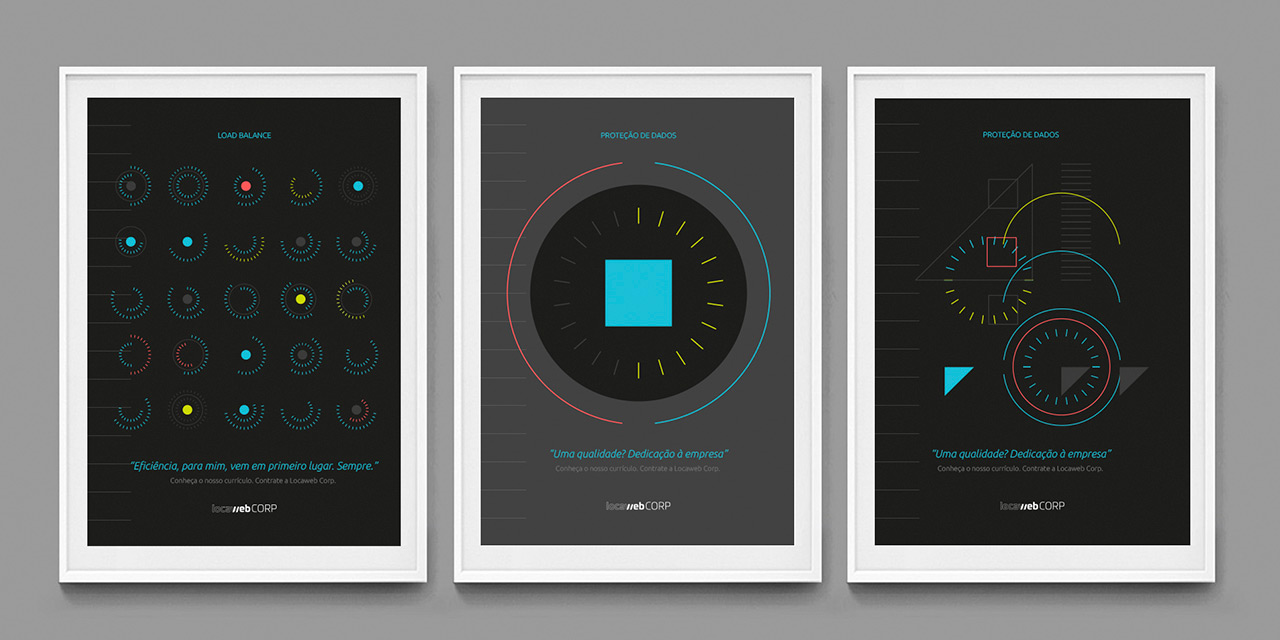 LOAD BALANCE
"Eficiência, para mim, vem em primeiro lugar. Sempre."
Conheça o nosso currículo. Contrate a Locaweb Corp.
locawebCORP
PROTEÇÃO DE DADOS
"Uma qualidade? Dedicação à empresa"
Conheça o nosso currículo. Contrate a Locaweb Corp.
locawebCORP
PROTEÇÃO DE DADOS
"Uma qualidade? Dedicação à empresa"
Conheça o nosso currículo. Contrate a Locaweb Corp.
locawebCORP